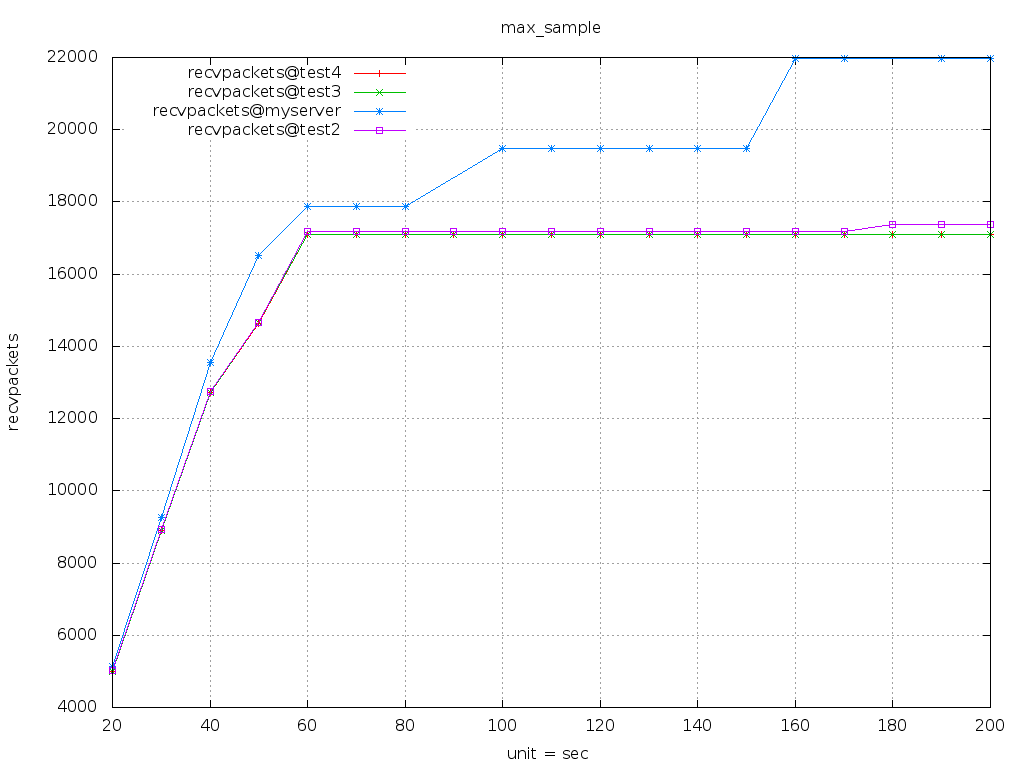 max_sample
22000
20000
18000
16000
14000
12000
10000
8000
6000
4000
recvpackets@test4
recvpackets@test3
recvpackets@myserver
recvpackets@test2
recvpackets
20 40 60 80 100 120 140 160 180 200
unit = sec